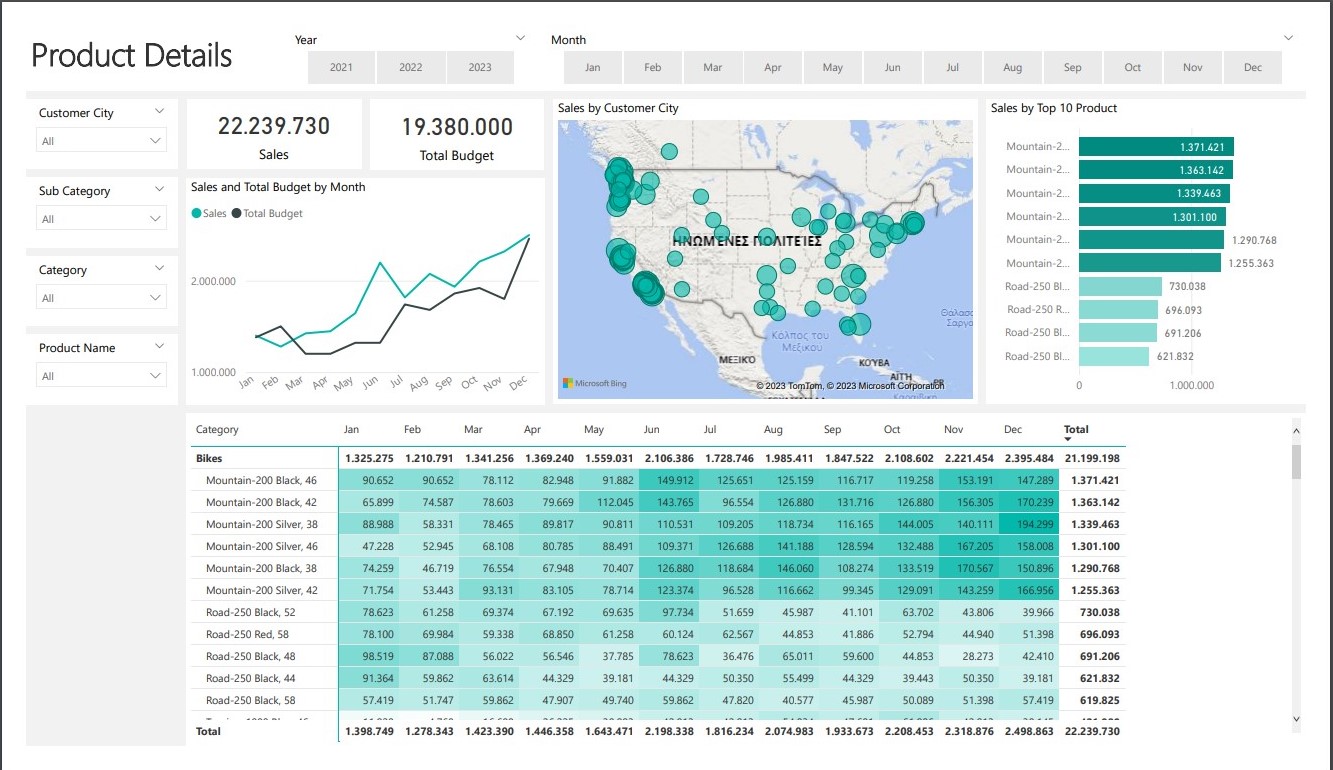 Product Details
Year
2021 2022 2023
Month
Jan Feb Mar Apr May Jun Jul Aug Sep Oct Nov Dec
Customer City
All
Sub Category
All
Category
All
Product Name
All
22.239.730
Sales
19.380.000
Total Budget
Sales and Total Budget by Month
Sales Total Budget
2.000.000
1.000.000
Jan Feb Mar Apr May Jun Jul Aug Sep Oct Nov Dec
Sales by Customer City
ΗΝΩΜΈΝΕΣ ΠΟΛΙΤΕΊΕΣ
Κόλπος του
Μεξικού
ΜΕΞΙΚΌ
ΚΟΎΒΑ
ΑΪΤΉ
PR
Καραϊβική
Microsoft Bing
© 2023 TomTom, © 2023 Microsoft Corporation
Sales by Top 10 Product
Mountain-2... 1.371.421
Mountain-2... 1.363.142
Mountain-2... 1.339.463
Mountain-2... 1.301.100
Mountain-2... 1.290.768
Mountain-2... 1.255.363
Road-250 Bl... 730.038
Road-250 R... 696.093
Road-250 Bl... 691.206
Road-250 Bl... 621.832
0 1.000.000
Category Jan Feb Mar Apr May Jun Jul Aug Sep Oct Nov Dec Total
Bikes 1.325.275 1.210.791 1.341.256 1.369.240 1.559.031 2.106.386 1.728.746 1.985.411 1.847.522 2.108.602 2.221.454 2.395.484 21.199.198
Mountain-200 Black, 46 90.652 90.652 78.112 82.948 91.882 149.912 125.651 125.159 116.717 119.258 153.191 147.289 1.371.421
Mountain-200 Black, 42 65.899 74.587 78.603 79.669 112.045 143.765 96.554 126.880 131.716 126.880 156.305 170.239 1.363.142
Mountain-200 Silver, 38 88.988 58.331 78.465 89.817 90.811 110.531 109.205 118.734 116.165 144.005 140.111 194.299 1.339.463
Mountain-200 Silver, 46 47.228 52.945 68.108 80.785 88.491 109.371 126.688 141.188 128.594 132.488 167.205 158.008 1.301.100
Mountain-200 Black, 38 74.259 46.719 76.554 67.948 70.407 126.880 118.684 146.060 108.274 133.519 170.567 150.896 1.290.768
Mountain-200 Silver, 42 71.754 53.443 93.131 83.105 78.714 123.374 96.528 116.662 99.345 129.091 143.259 166.956 1.255.363
Road-250 Black, 52 78.623 61.258 69.374 67.192 69.635 97.734 51.659 45.987 41.101 63.702 43.806 39.966 730.038
Road-250 Red, 58 78.100 69.984 59.338 68.850 61.258 60.124 62.567 44.853 41.886 52.794 44.940 51.398 696.093
Road-250 Black, 48 98.519 87.088 56.022 56.546 37.785 78.623 36.476 65.011 59.600 44.853 28.273 42.410 691.206
Road-250 Black, 44 91.364 59.862 63.614 44.329 39.181 44.329 50.350 55.499 44.329 39.443 50.350 39.181 621.832
Road-250 Black, 58 57.419 51.747 59.862 47.907 49.740 59.862 47.820 40.577 45.987 50.089 51.398 57.419 619.825
Total 1.398.749 1.278.343 1.423.390 1.446.358 1.643.471 2.198.338 1.816.234 2.074.983 1.933.673 2.208.453 2.318.876 2.498.863 22.239.730